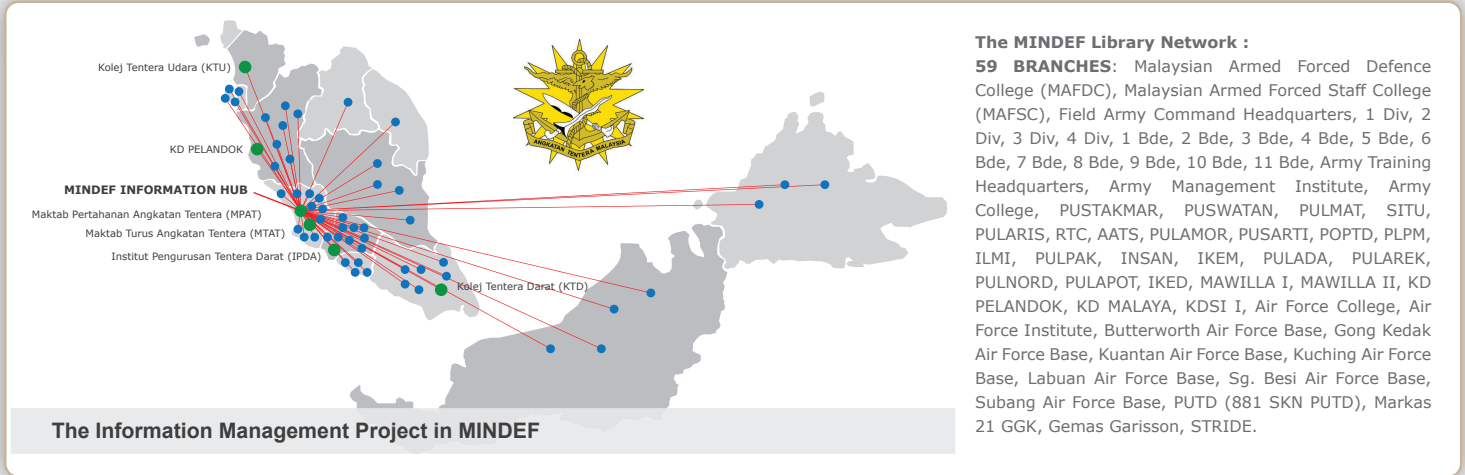 Kolej Tentera Udara (KTU)
KD PELANDOK
MINDEF INFORMATION HUB
Maktab Pertahanan Angkatan Tentera (MPAT)
Maktab Turus Angkatan Tentera (MTAT)
Institut Pengurusan Tentera Darat (IPDA)
Kolej Tentera Darat (KTD)
ANGKATAN TENTERA MALAYSIA
The Information Management Project in MINDEF
The MINDEF Library Network :
59 BRANCHES: Malaysian Armed Forced Defence
College (MAFDC), Malaysian Armed Forced Staff College
(MAFSC), Field Army Command Headquarters, 1 Div, 2
Div, 3 Div, 4 Div, 1 Bde, 2 Bde, 3 Bde, 4 Bde, 5 Bde, 6
Bde, 7 Bde, 8 Bde, 9 Bde, 10 Bde, 11 Bde, Army Training
Headquarters, Army Management Institute, Army
College, PUSTAKMAR, PUSWATAN, PULMAT, SITU,
PULARIS, RTC, AATS, PULAMOR, PUSARTI, POPTD, PLPM,
ILMI, PULPAK, INSAN, IKEM, PULADA, PULAREK,
PULNORD, PULAPOT, IKED, MAWILLA I, MAWILLA II, KD
PELANDOK, KD MALAYA, KDSI I, Air Force College, Air
Force Institute, Butterworth Air Force Base, Gong Kedak
Air Force Base, Kuantan Air Force Base, Kuching Air Force
Base, Labuan Air Force Base, Sg. Besi Air Force Base,
Subang Air Force Base, PUTD (881 SKN PUTD), Markas
21 GGK, Gemas Garisson, STRIDE.